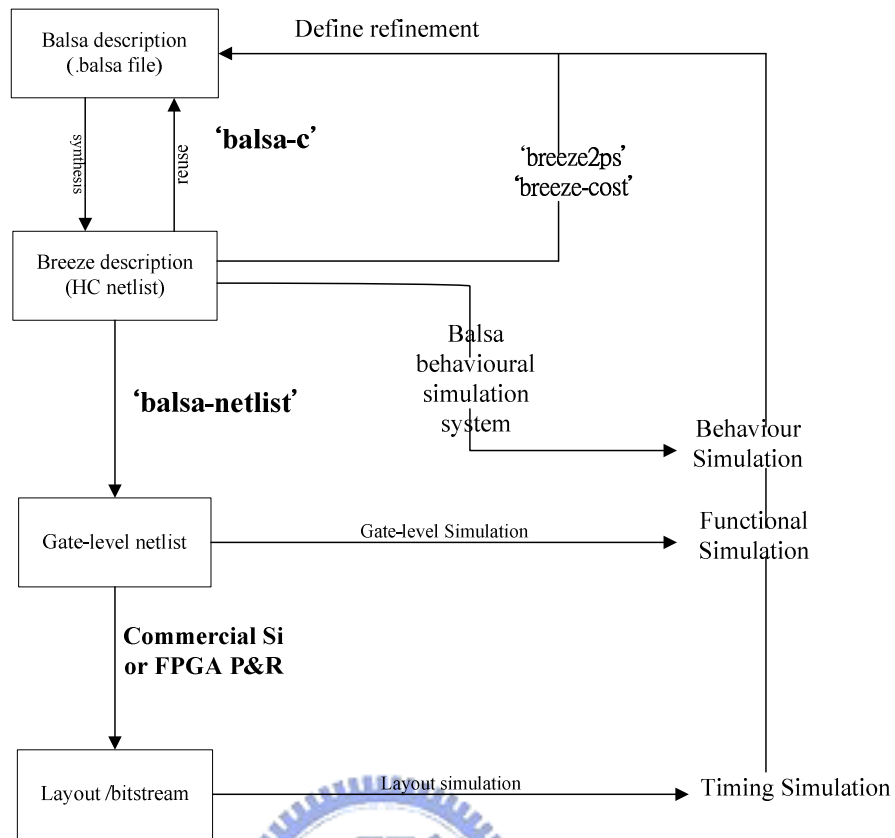 Balsa description
(.balsa file)
Define refinement
synthesis
reuse
‘balsa-c’
‘breeze2ps’
‘breeze-cost’
Breeze description
(HC netlist)
Balsa
behavioural
simulation
system
‘balsa-netlist’
Behaviour
Simulation
Gate-level netlist
Gate-level Simulation
Functional
Simulation
Commercial Si
or FPGA P&R
Layout /bitstream
Layout simulation
Timing Simulation